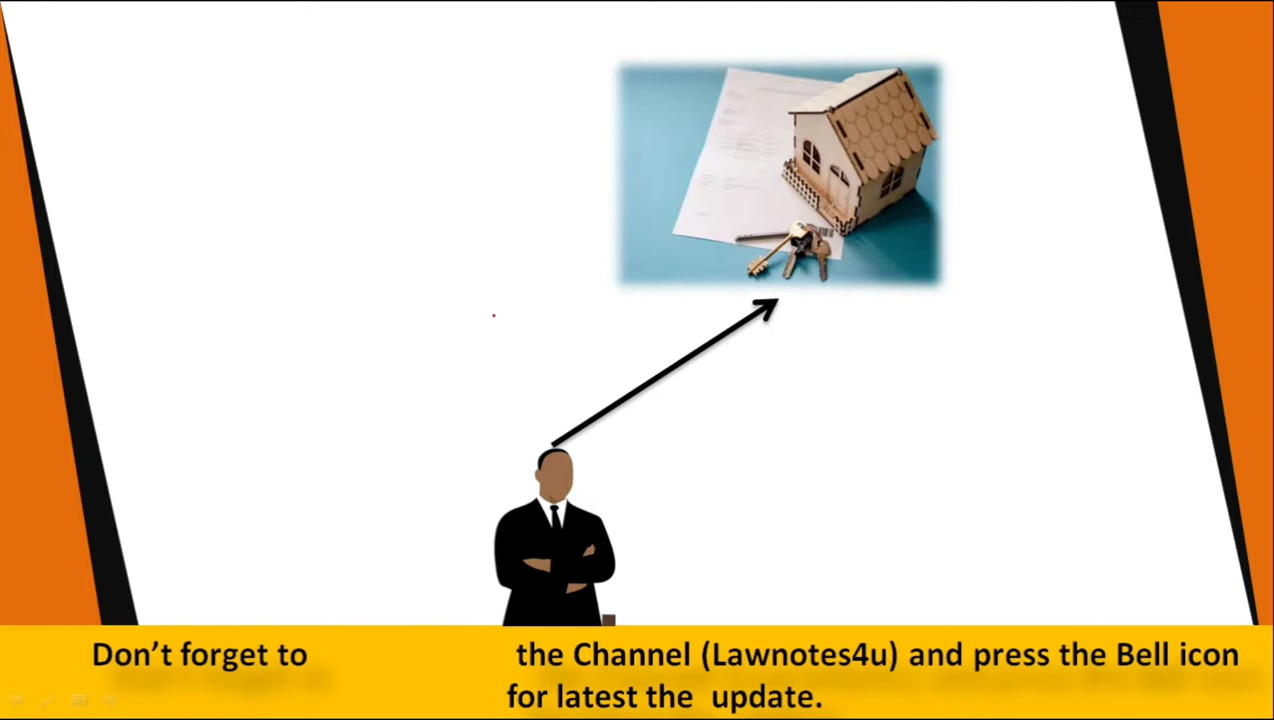 Don't forget to the Channel (Lawnotes4u) and press the Bell icon
for latest the update.